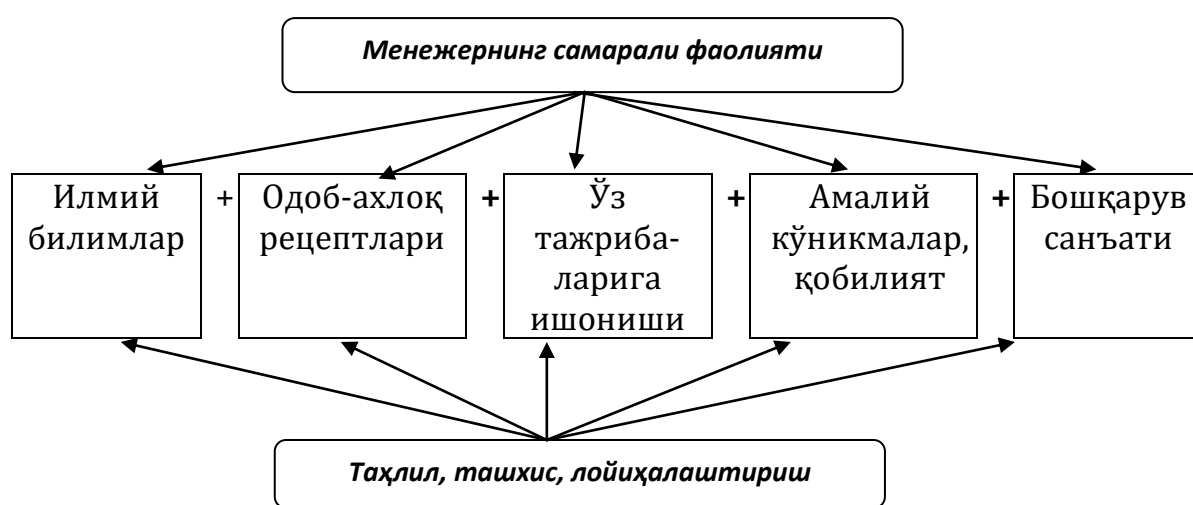 Менежернинг самарали фаолияти
Илмий
билимлар
+
Одоб-ахлоқ
рецептлари
+
Ўз
тажриба-
ларига
ишониши
+
Амалий
кўникмалар,
қобилият
+
Бошқарув
санъати
Таҳлил, ташхис, лойиҳалаштириш